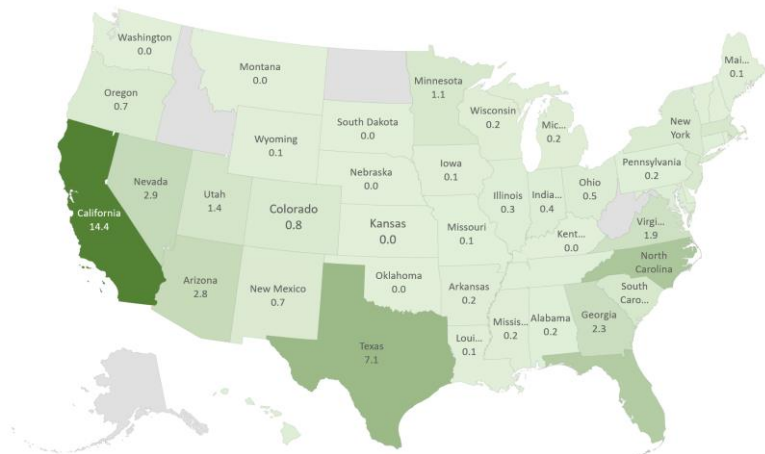 Washington
0.0
Montana
0.0
Oregon
0.7
Minnesota
1.1
Mai...
0.1
Wisconsin
0.2
Mic...
0.2
New
York
South Dakota
0.0
Wyoming
0.1
Nebraska
0.0
Iowa
0.1
Pennsylvania
0.2
Nevada
2.9
Utah
1.4
Colorado
0.8
Illinois
0.3
Indi...
0.4
Ohio
0.5
California
14.4
Kansas
0.0
Missouri
0.1
Kent...
0.0
Virgi...
1.9
North
Carolina
Arizona
2.8
New Mexico
0.7
Oklahoma
0.0
Arkansas
0.2
South
Caro...
Texas
7.1
Loui...
0.1
Missis...
0.2
Alabama
0.2
Georgia
2.3